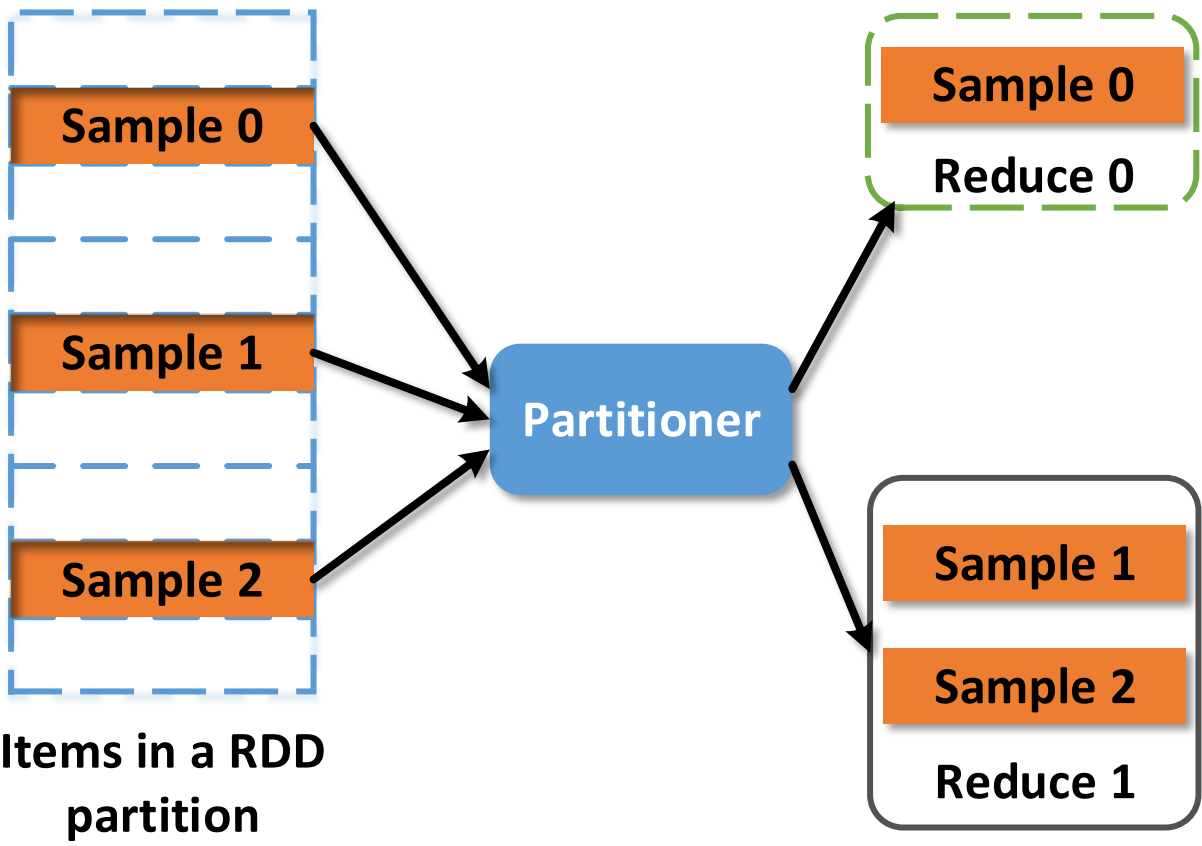 Sample 0
Sample 1
Sample 2
Items in a RDD
partition
Partitioner
Sample 0
Reduce 0
Sample 1
Sample 2
Reduce 1